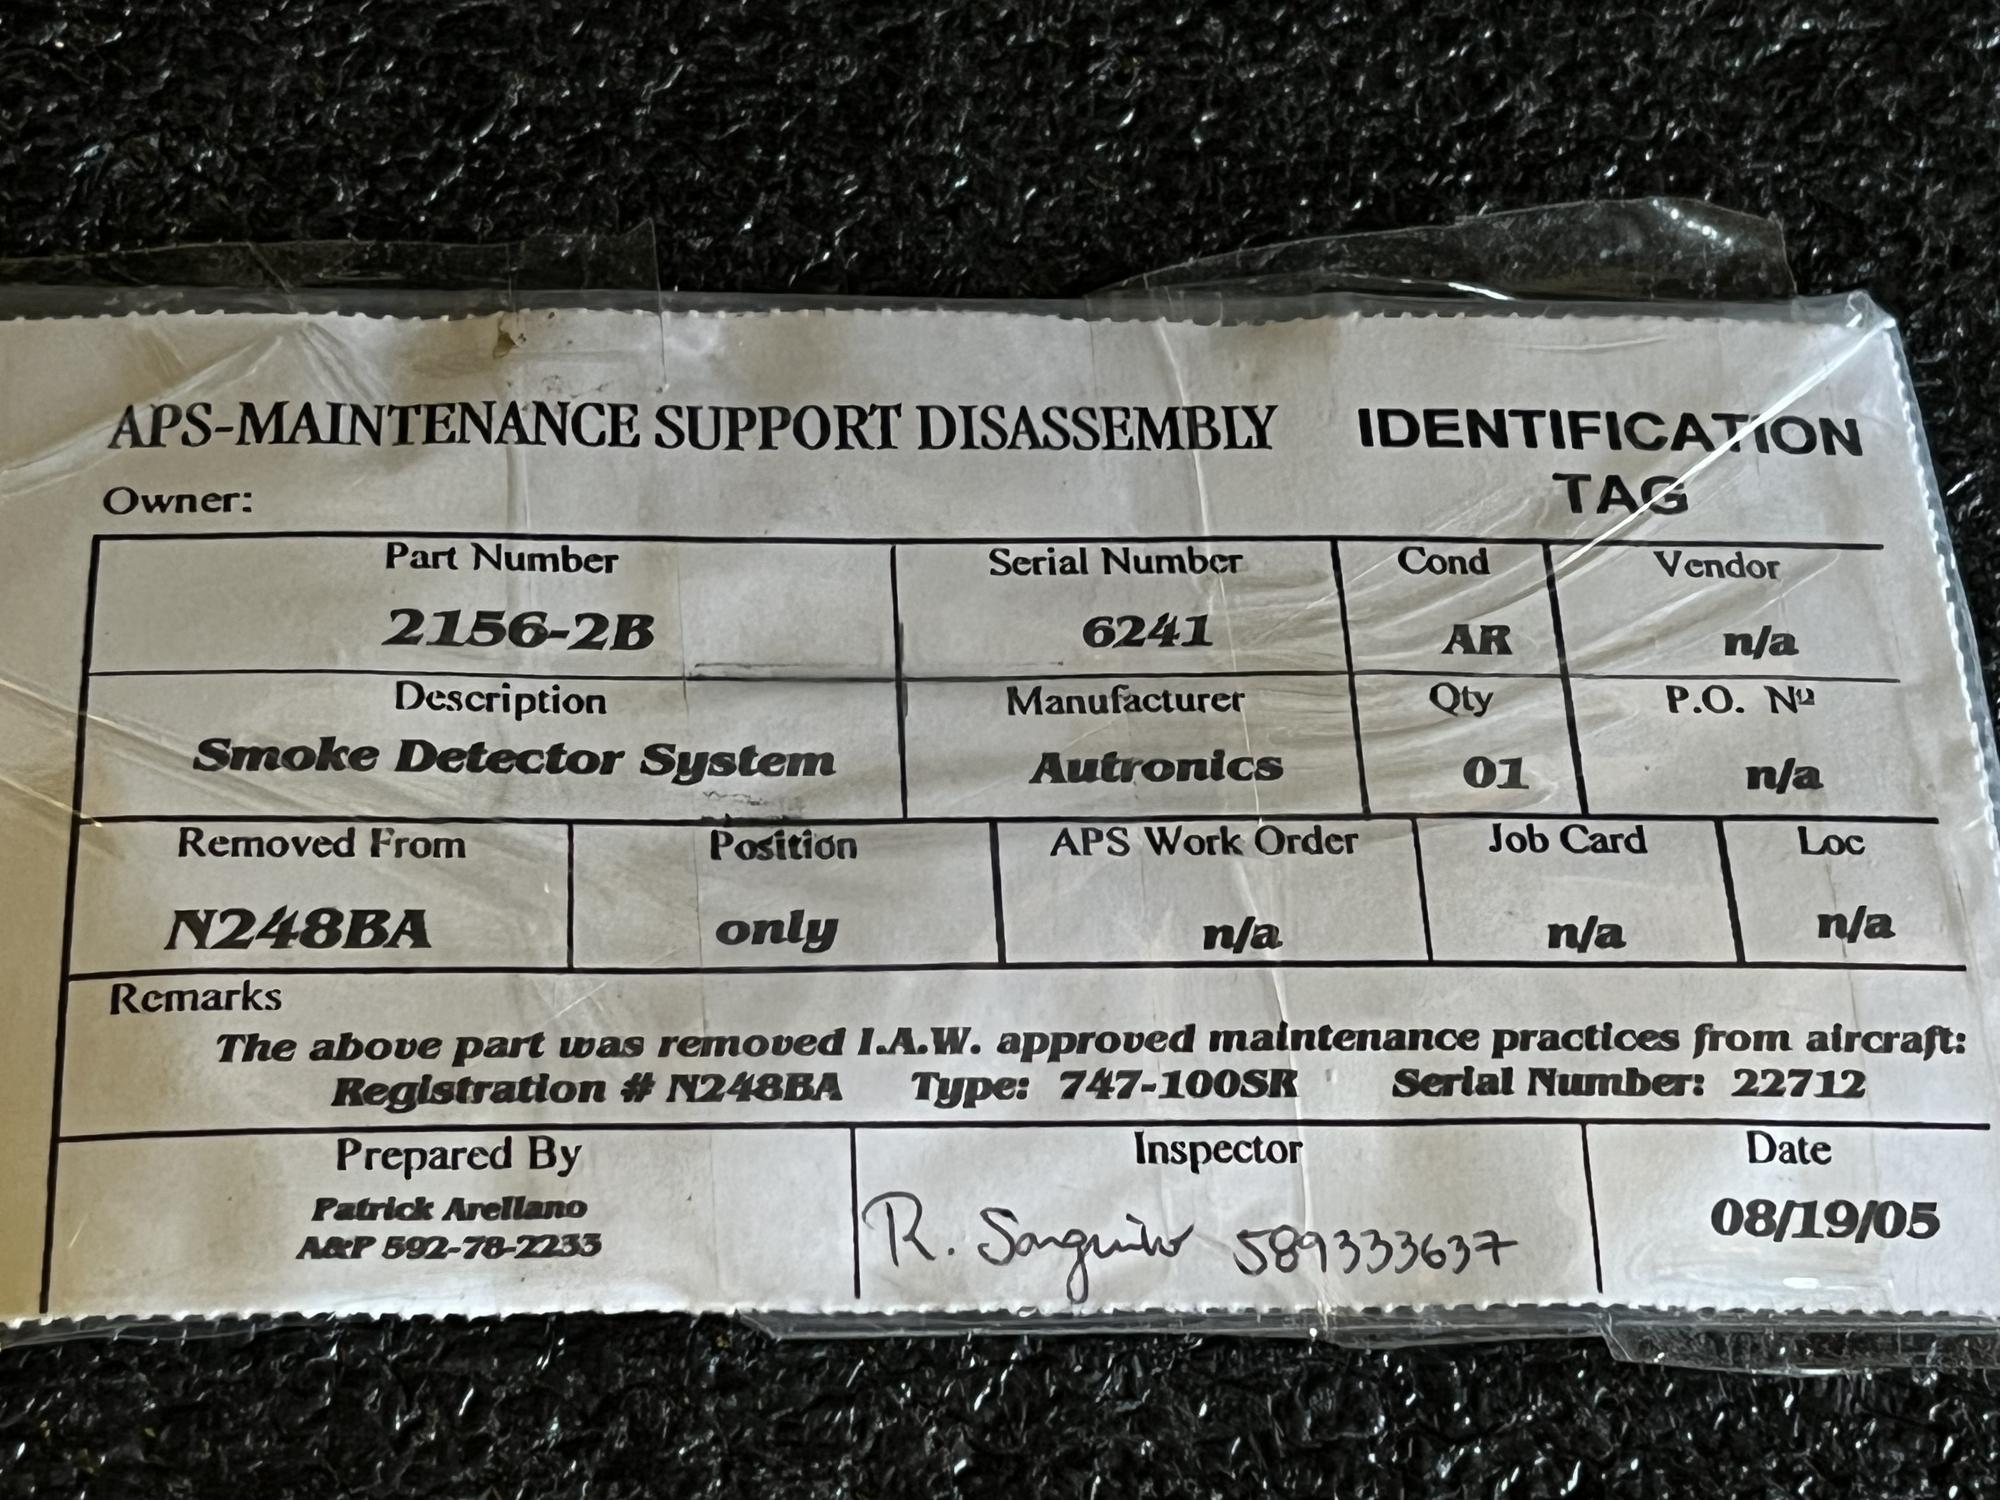 APS-MAINTENANCE SUPPORT DISASSEMBLY IDENTIFICATION
TAG
Owner:
Part Number Serial Number Cond Vendor
2156-2B 6241 AR n/a
Description Manufacturer Qty P.O. Nº
Smoke Detector System Autronics 01 n/a
Removed From Position APS Work Order Job Card Loc
N248BA only n/a n/a n/a
Remarks
The above part was removed I.A.W. approved maintenance practices from aircraft:
Registration # N248BA Type: 747-100SR Serial Number: 22712
Prepared By Inspector Date
Patrick Arellano R. 589333637 08/19/05
A&P 592-78-2233